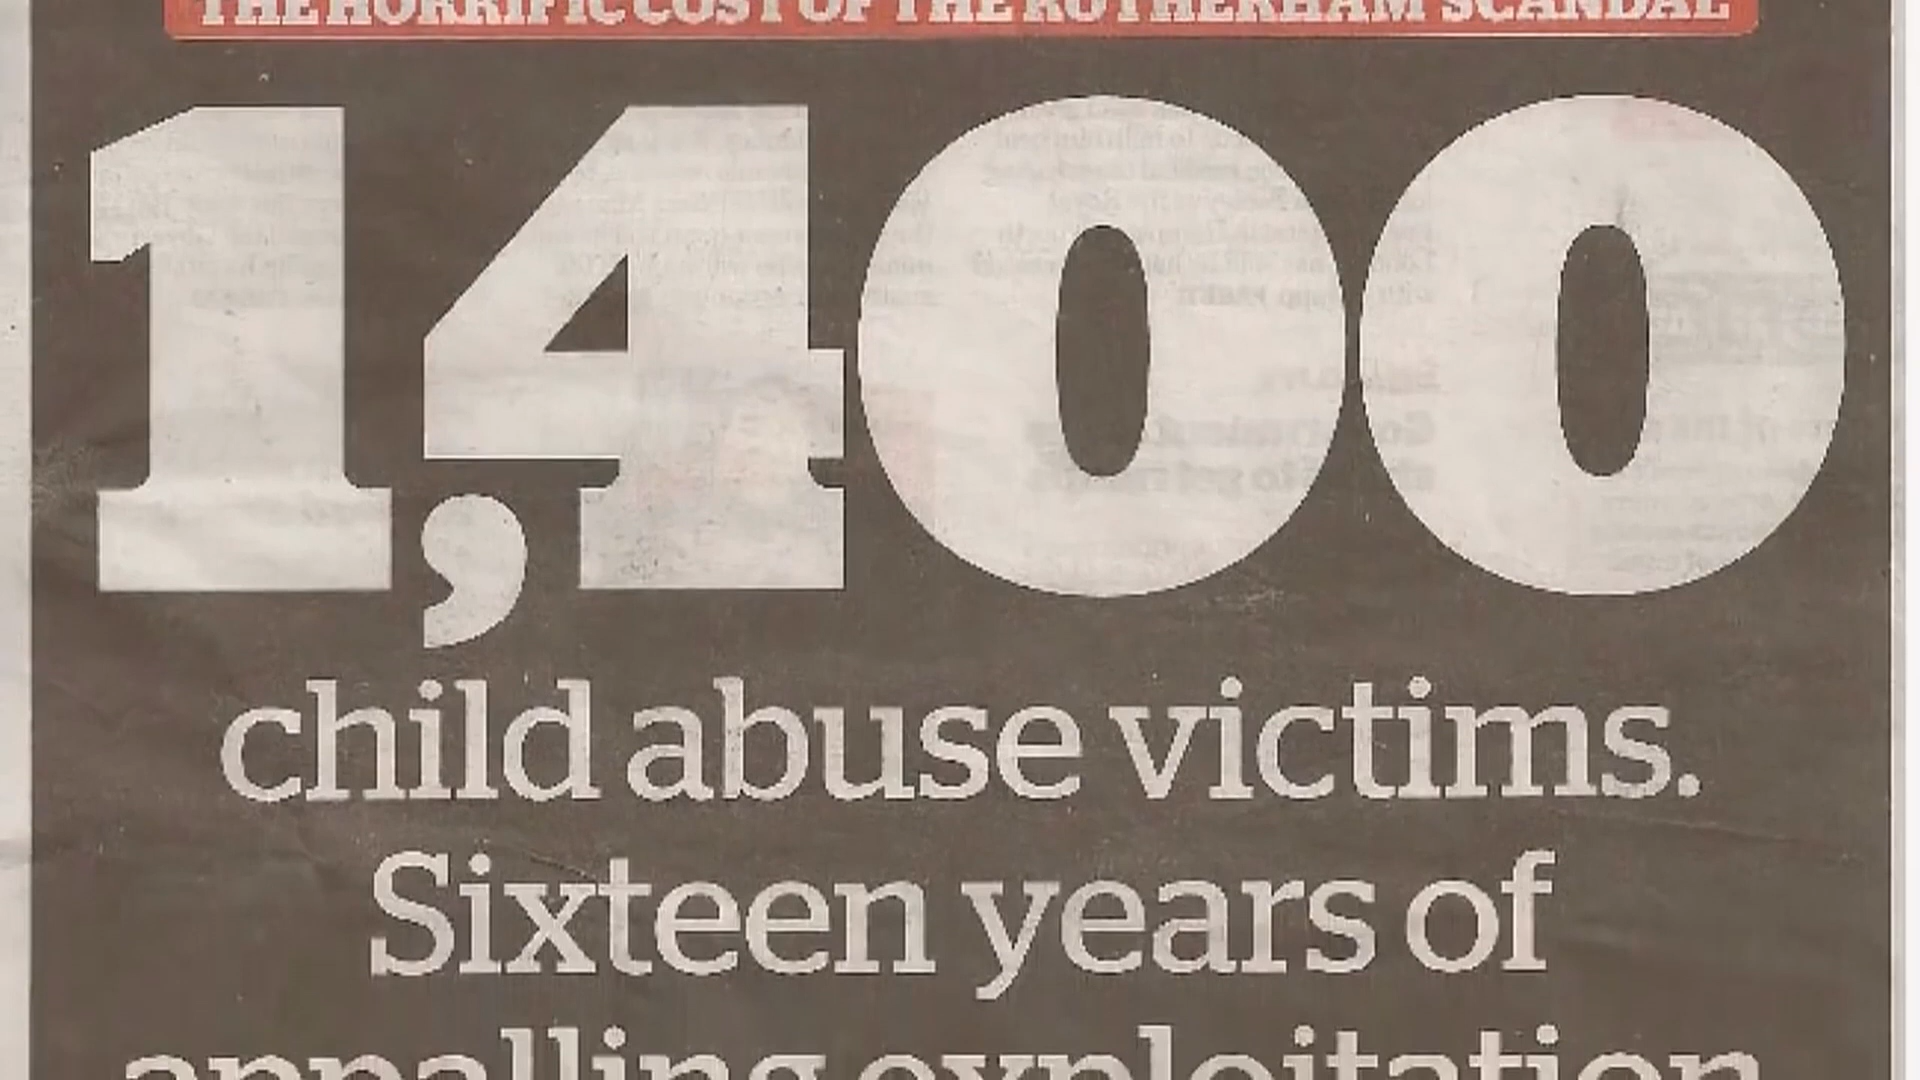 THE HORRIFIC COST OF THE ROTHERHAM SCANDAL
1,400
child abuse victims.
Sixteen years of
appalling exploitation